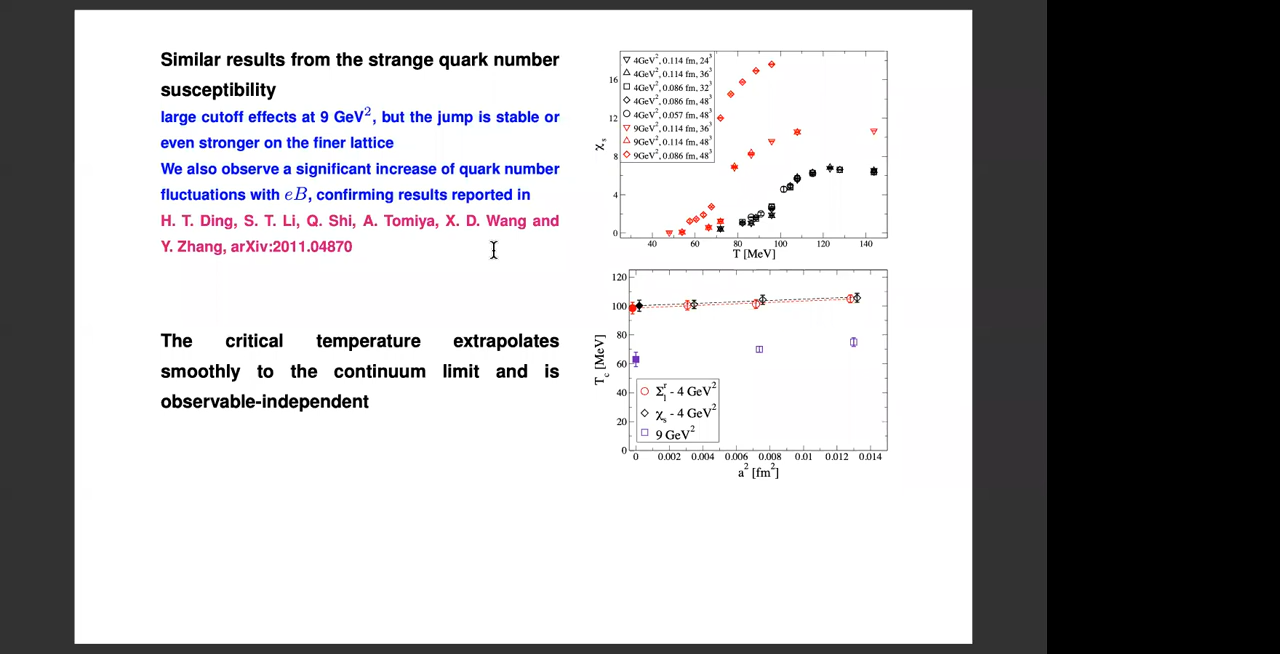 Similar results from the strange quark number
susceptibility
large cutoff effects at 9 GeV², but the jump is stable or
even stronger on the finer lattice
We also observe a significant increase of quark number
fluctuations with eB, confirming results reported in
H. T. Ding, S. T. Li, Q. Shi, A. Tomiya, X. D. Wang and
Y. Zhang, arXiv:2011.04870
The critical temperature extrapolates
smoothly to the continuum limit and is
observable-independent
4GeV², 0.114 fm, 24³
4GeV², 0.114 fm, 36³
4GeV², 0.086 fm, 32³
4GeV², 0.086 fm, 48³
4GeV², 0.057 fm, 48³
9GeV², 0.114 fm, 36³
9GeV², 0.114 fm, 48³
9GeV², 0.086 fm, 48³
16
12
8
4
0
χs
40 60 80 100 120 140
T [MeV]
120
100
80
60
40
20
0
Tc [MeV]
Σlr - 4 GeV²
χs - 4 GeV²
9 GeV²
0 0.002 0.004 0.006 0.008 0.01 0.012 0.014
a² [fm²]